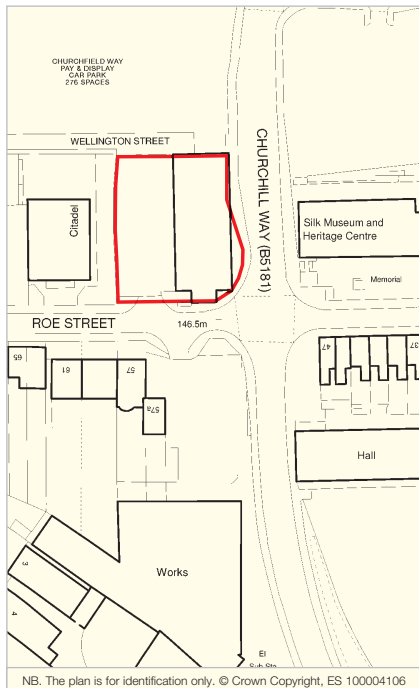 CHURCHFIELD WAY
PAY & DISPLAY
CAR PARK
276 SPACES
WELLINGTON STREET
CHURCHILL WAY (B5181)
Citadel
Silk Museum and
Heritage Centre
Memorial
ROE STREET
146.5m
65
61
57
57a
47
37
Hall
Works
3
4
El
Sub Sta
NB. The plan is for identification only. © Crown Copyright, ES 100004106